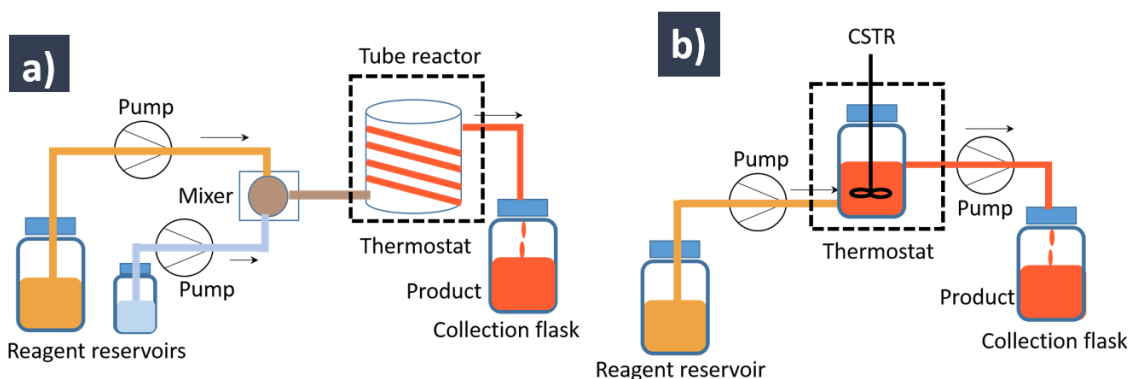 a)
Tube reactor
Pump
Mixer
Pump
Thermostat
Reagent reservoirs
Product
Collection flask
b)
CSTR
Pump
Pump
Thermostat
Product
Collection flask
Reagent reservoir